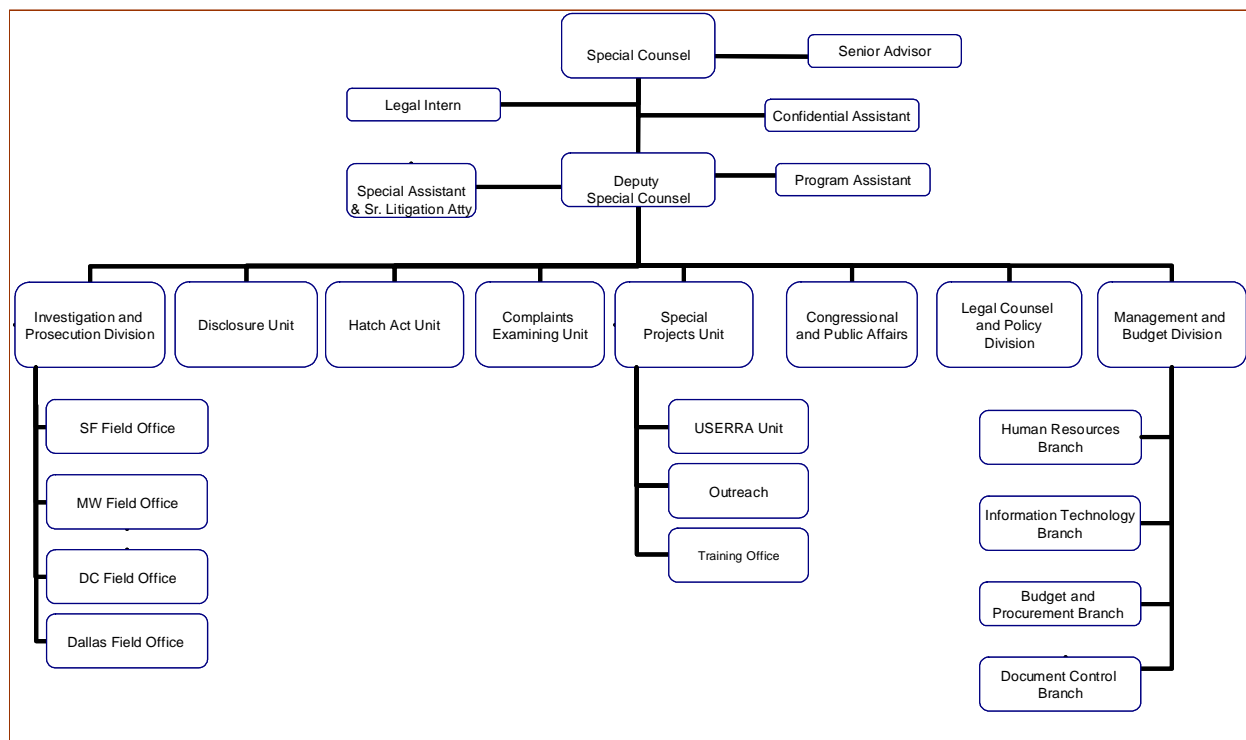 Special Counsel
Senior Advisor
Legal Intern
Confidential Assistant
Special Assistant
& Sr. Litigation Atty
Deputy
Special Counsel
Program Assistant
Investigation and
Prosecution Division
Disclosure Unit
Hatch Act Unit
Complaints
Examining Unit
Special
Projects Unit
Congressional
and Public Affairs
Legal Counsel
and Policy
Division
Management and
Budget Division
SF Field Office
MW Field Office
DC Field Office
Dallas Field Office
USERRA Unit
Outreach
Training Office
Human Resources
Branch
Information Technology
Branch
Budget and
Procurement Branch
Document Control
Branch